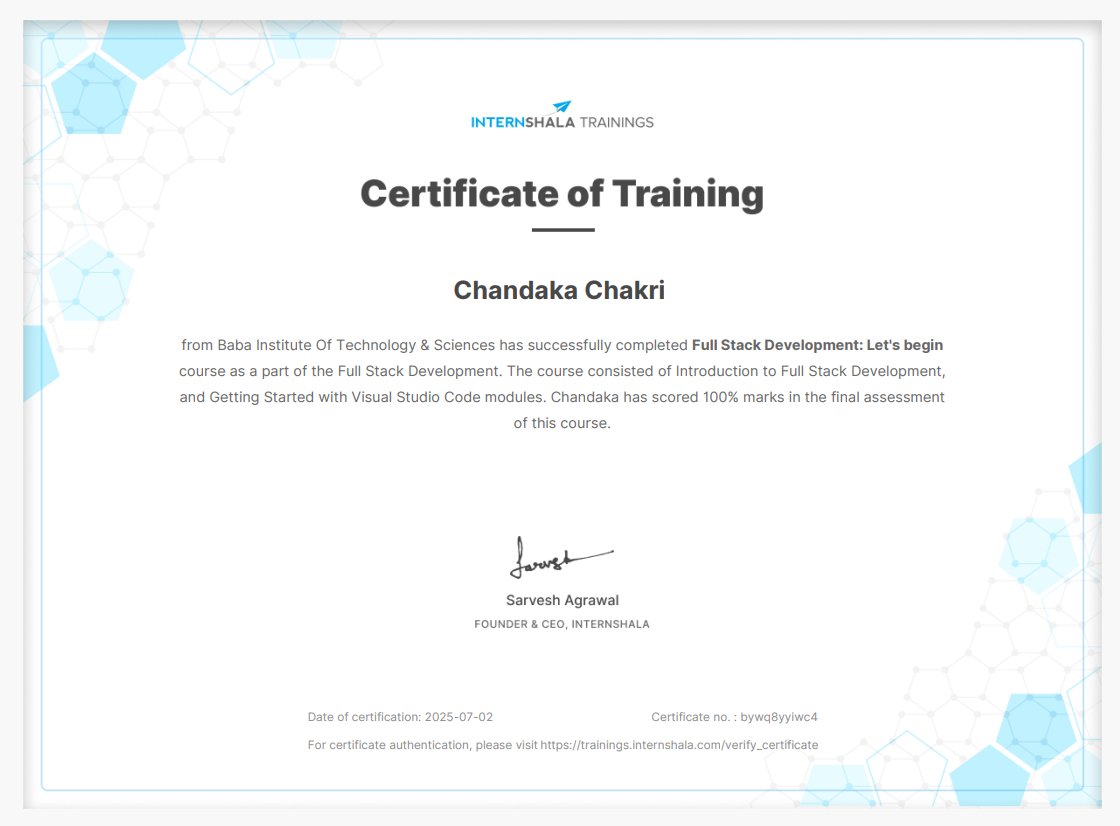 INTERNSHALA TRAININGS
Certificate of Training
Chandaka Chakri
from Baba Institute Of Technology & Sciences has successfully completed Full Stack Development: Let's begin
course as a part of the Full Stack Development. The course consisted of Introduction to Full Stack Development,
and Getting Started with Visual Studio Code modules. Chandaka has scored 100% marks in the final assessment
of this course.
Sarvesh
Sarvesh Agrawal
FOUNDER & CEO, INTERNSHALA
Date of certification: 2025-07-02 Certificate no. : bywq8yyiwc4
For certificate authentication, please visit https://trainings.internshala.com/verify_certificate